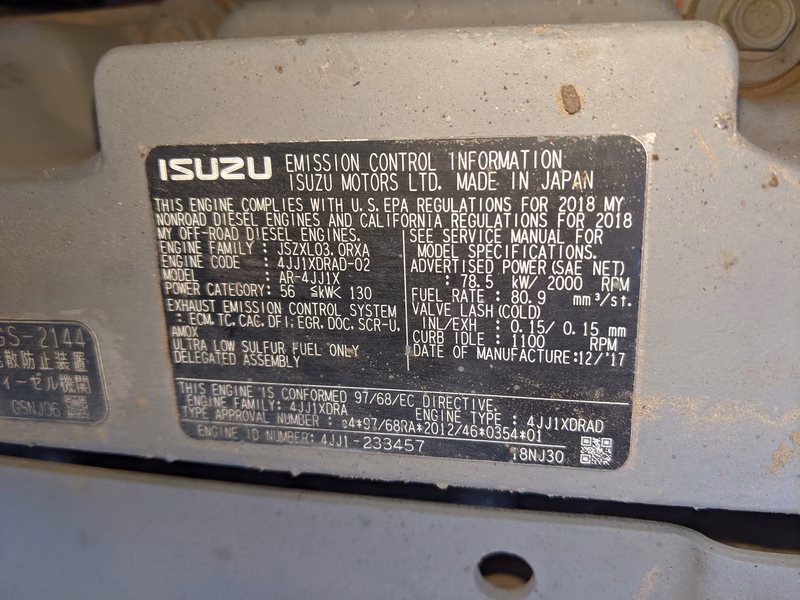 ISUZU EMISSION CONTROL INFORMATION
ISUZU MOTORS LTD. MADE IN JAPAN
THIS ENGINE COMPLIES WITH U.S. EPA REGULATIONS FOR 2018 MY
NONROAD DIESEL ENGINES AND CALIFORNIA REGULATIONS FOR 2018
MY OFF-ROAD DIESEL ENGINES.
ENGINE FAMILY : JSZXL03.0RXA
ENGINE CODE : 4JJ1XDRAD-02
MODEL : AR-4JJ1X
POWER CATEGORY: 56 ≦kW< 130
EXHAUST EMISSION CONTROL SYSTEM
: ECM, TC, CAC, DFI, EGR, DOC, SCR-U,
AMOX
ULTRA LOW SULFUR FUEL ONLY
DELEGATED ASSEMBLY
SEE SERVICE MANUAL FOR
MODEL SPECIFICATIONS.
ADVERTISED POWER(SAE NET)
: 78.5 kW/ 2000 RPM
FUEL RATE : 80.9 mm³/st.
VALVE LASH(COLD)
INL/EXH : 0.15/ 0.15 mm
CURB IDLE : 1100 RPM
DATE OF MANUFACTURE:12/'17
THIS ENGINE IS CONFORMED 97/68/EC DIRECTIVE
ENGINE FAMILY: 4JJ1XDRA ENGINE TYPE : 4JJ1XDRAD
TYPE APPROVAL NUMBER : e4*97/68RA*2012/46*0354*01
ENGINE ID NUMBER: 4JJ1-233457 18NJ30
GS-2144
散防止装置
ィーゼル機関
GSNJ06